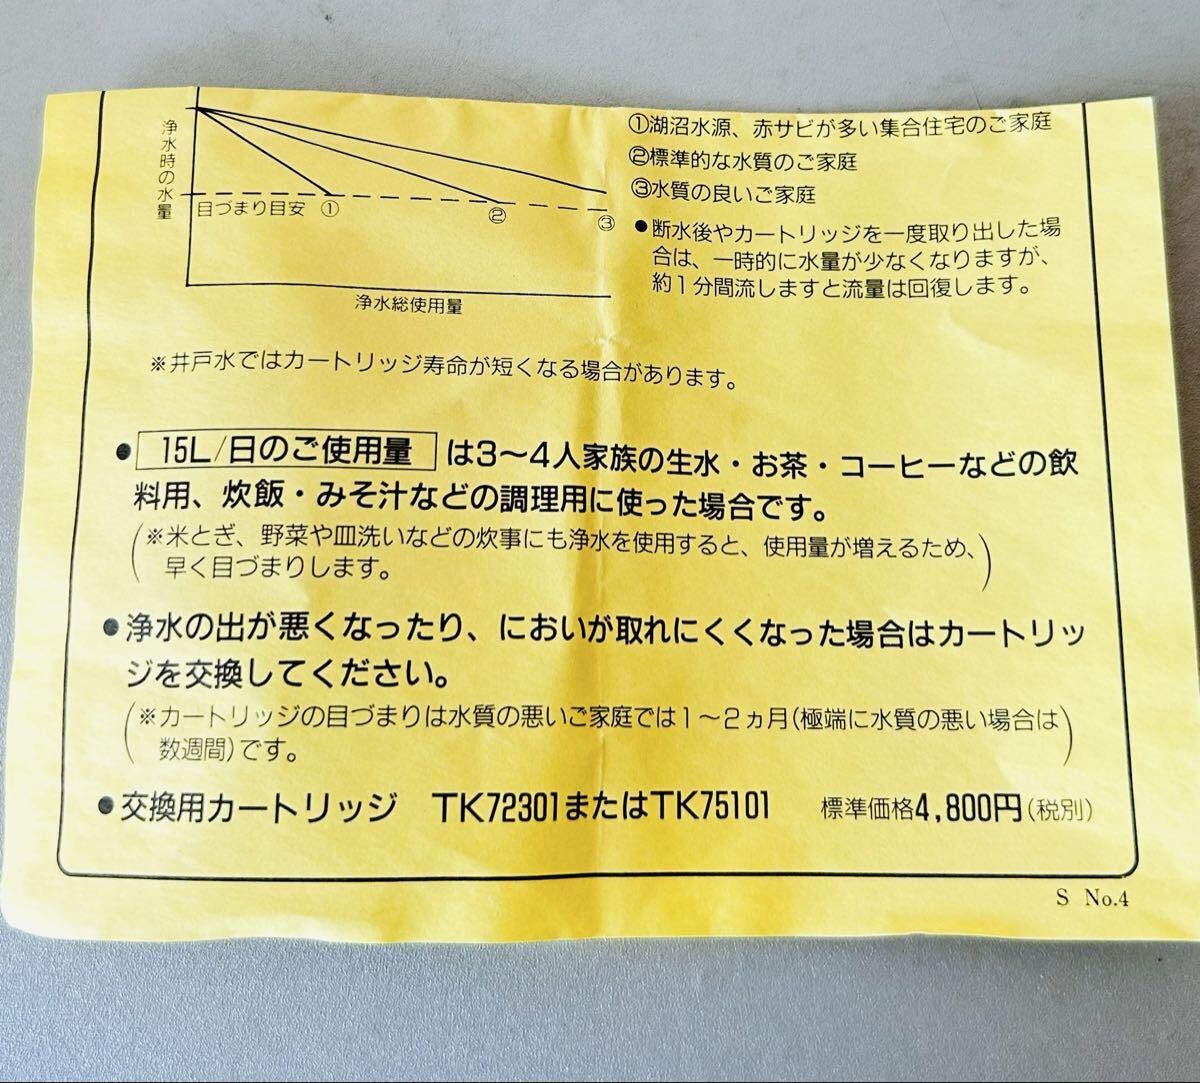 浄水時の水量
目づまり目安 ① ② ③
浄水総使用量
①湖沼水源、赤サビが多い集合住宅のご家庭
②標準的な水質のご家庭
③水質の良いご家庭
●断水後やカートリッジを一度取り出した場
合は、一時的に水量が少なくなりますが、
約1分間流しますと流量は回復します。
※井戸水ではカートリッジ寿命が短くなる場合があります。
●15L/日のご使用量は3〜4人家族の生水・お茶・コーヒーなどの飲
料用、炊飯・みそ汁などの調理用に使った場合です。
(※米とぎ、野菜や皿洗いなどの炊事にも浄水を使用すると、使用量が増えるため、
早く目づまりします。)
●浄水の出が悪くなったり、においが取れにくくなった場合はカートリッ
ジを交換してください。
(※カートリッジの目づまりは水質の悪いご家庭では1〜2ヵ月(極端に水質の悪い場合は
数週間)です。)
●交換用カートリッジ TK72301またはTK75101 標準価格4,800円(税別)
S No.4